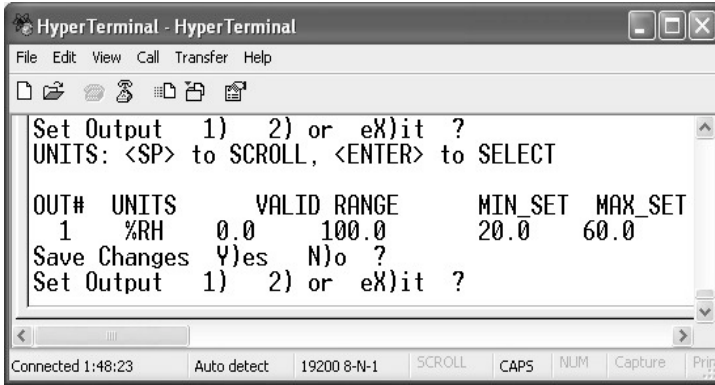 HyperTerminal - HyperTerminal
File Edit View Call Transfer Help
Set Output 1) 2) or eX)it ?
UNITS: <SP> to SCROLL, <ENTER> to SELECT
OUT# UNITS VALID RANGE MIN_SET MAX_SET
1 %RH 0.0 100.0 20.0 60.0
Save Changes Y)es N)o ?
Set Output 1) 2) or eX)it ?
Connected 1:48:23 Auto detect 19200 8-N-1 SCROLL CAPS NUM Capture